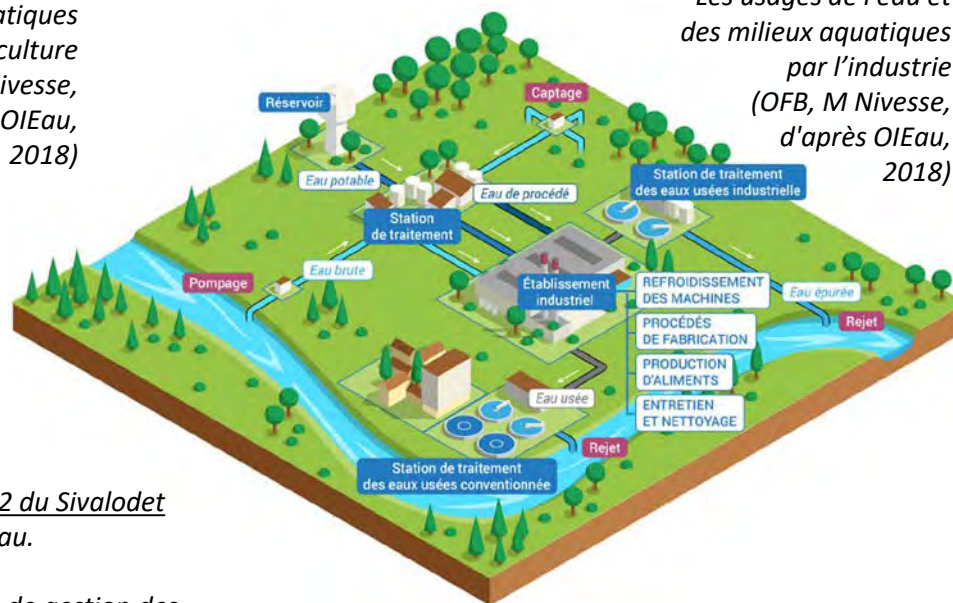 atiques
culture
ivesse,
OIEau,
2018)
Les usages de l'eau et
des milieux aquatiques
par l'industrie
(OFB, M Nivesse,
d'après OIEau,
2018)
Réservoir
Captage
Eau potable
Eau de procédé
Station de traitement
des eaux usées industrielle
Station
de traitement
Eau brute
Pompage
Établissement
industriel
REFROIDISSEMENT
DES MACHINES
PROCÉDÉS
DE FABRICATION
PRODUCTION
D'ALIMENTS
ENTRETIEN
ET NETTOYAGE
Eau épurée
Rejet
Eau usée
Rejet
Station de traitement
des eaux usées conventionnée
2 du Sivalodet
au.
de gestion des